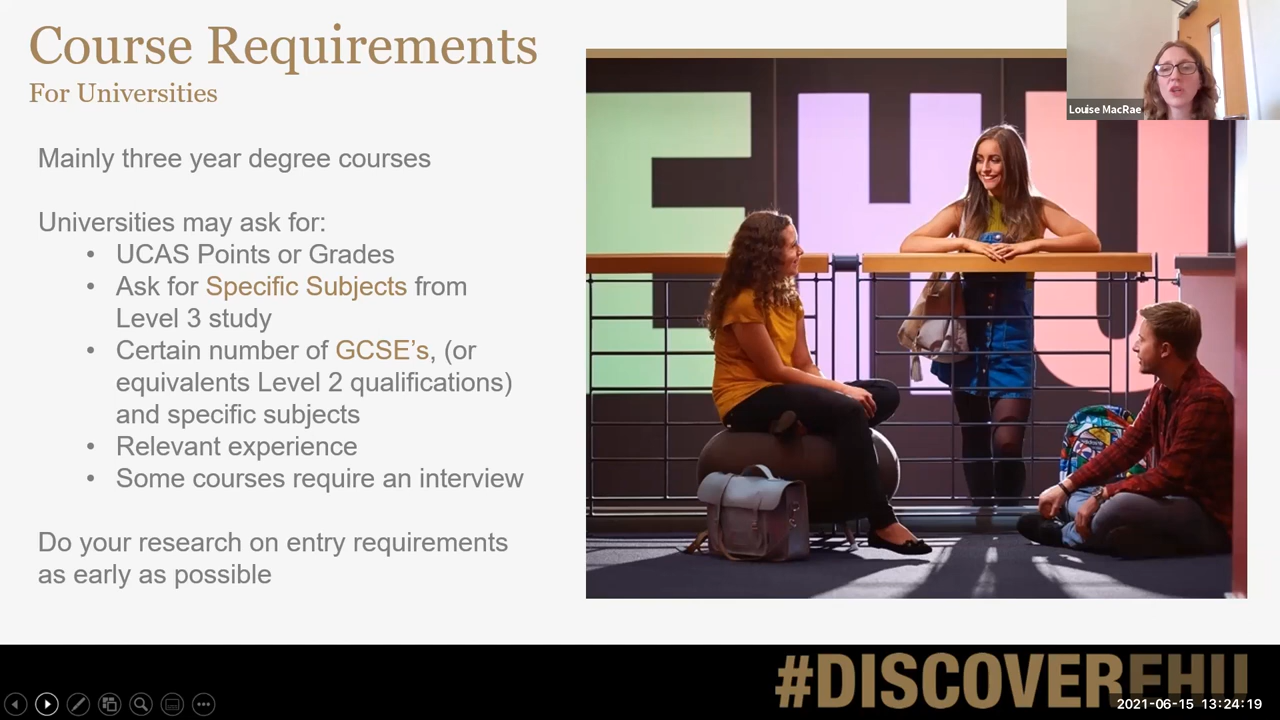 Course Requirements
For Universities
Mainly three year degree courses
Universities may ask for:
• UCAS Points or Grades
• Ask for Specific Subjects from
Level 3 study
• Certain number of GCSE’s, (or
equivalents Level 2 qualifications)
and specific subjects
• Relevant experience
• Some courses require an interview
Do your research on entry requirements
as early as possible
EHU
Louise MacRae
#DISCOVEREHU
2021-06-15 13:24:19